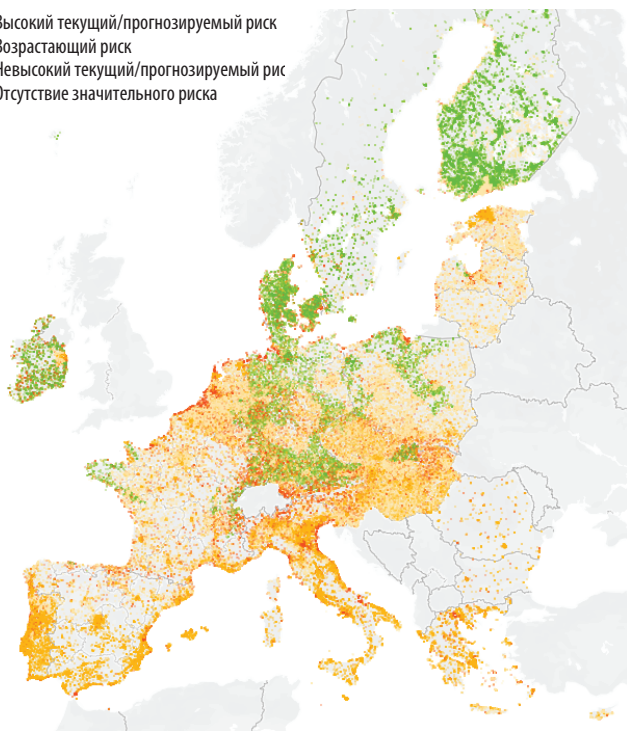 Высокий текущий/прогнозируемый риск
Возрастающий риск
Невысокий текущий/прогнозируемый рис
Отсутствие значительного риска